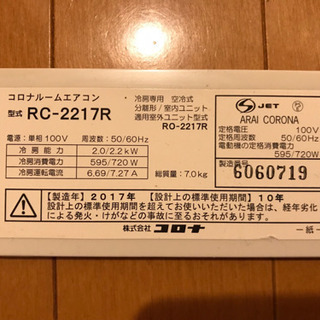 コロナルームエアコン
型式 RC-2217R
冷房専用 空冷式
分離形/室内ユニット
適用室外ユニット型式
RO-2217R
電源:単相100V 周波数:50/60Hz
冷房能力 2.0/2.2kW
冷房消費電力 595/720W
冷房運転電流 6.69/7.27A
総質量:7.0kg
JET
ARAI CORONA
定格電圧:100V
定格周波数:
50/60Hz
電動機の定格消費電力:
595/720W
製造番号
6060719
【製造年】2017年【設計上の標準使用期間】10年
設計上の標準使用期間を超えてお使いいただいた場合は、経年劣化
による発火・けがなどの事故に至るおそれがあります。
株式会社 コロナ
一紙一